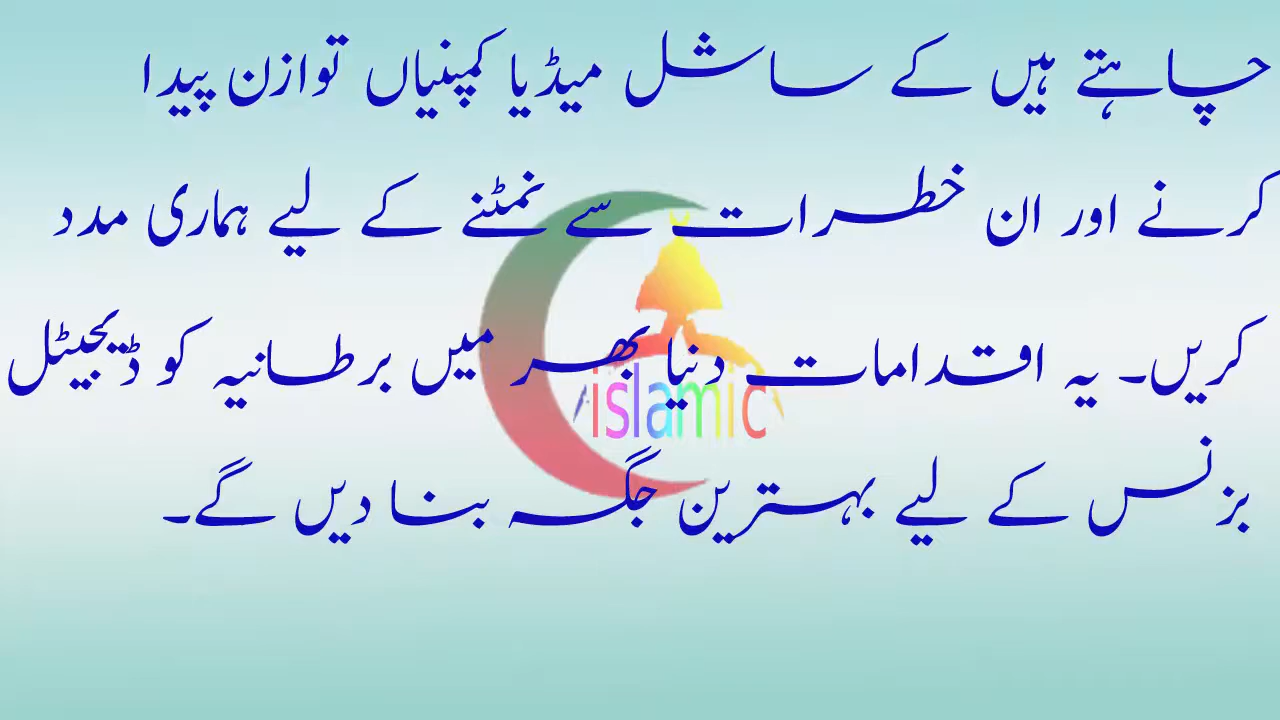 چاہتے ہیں کے ساشل میڈیا کمپنیاں توازن پیدا
کرنے اور ان خطرات سے نمٹنے کے لیے ہماری مدد
کریں۔ یہ اقدامات دنیا بھر میں برطانیہ کو ڈیجیٹل
islamic
بزنس کے لیے بہترین جگہ بنا دیں گے۔